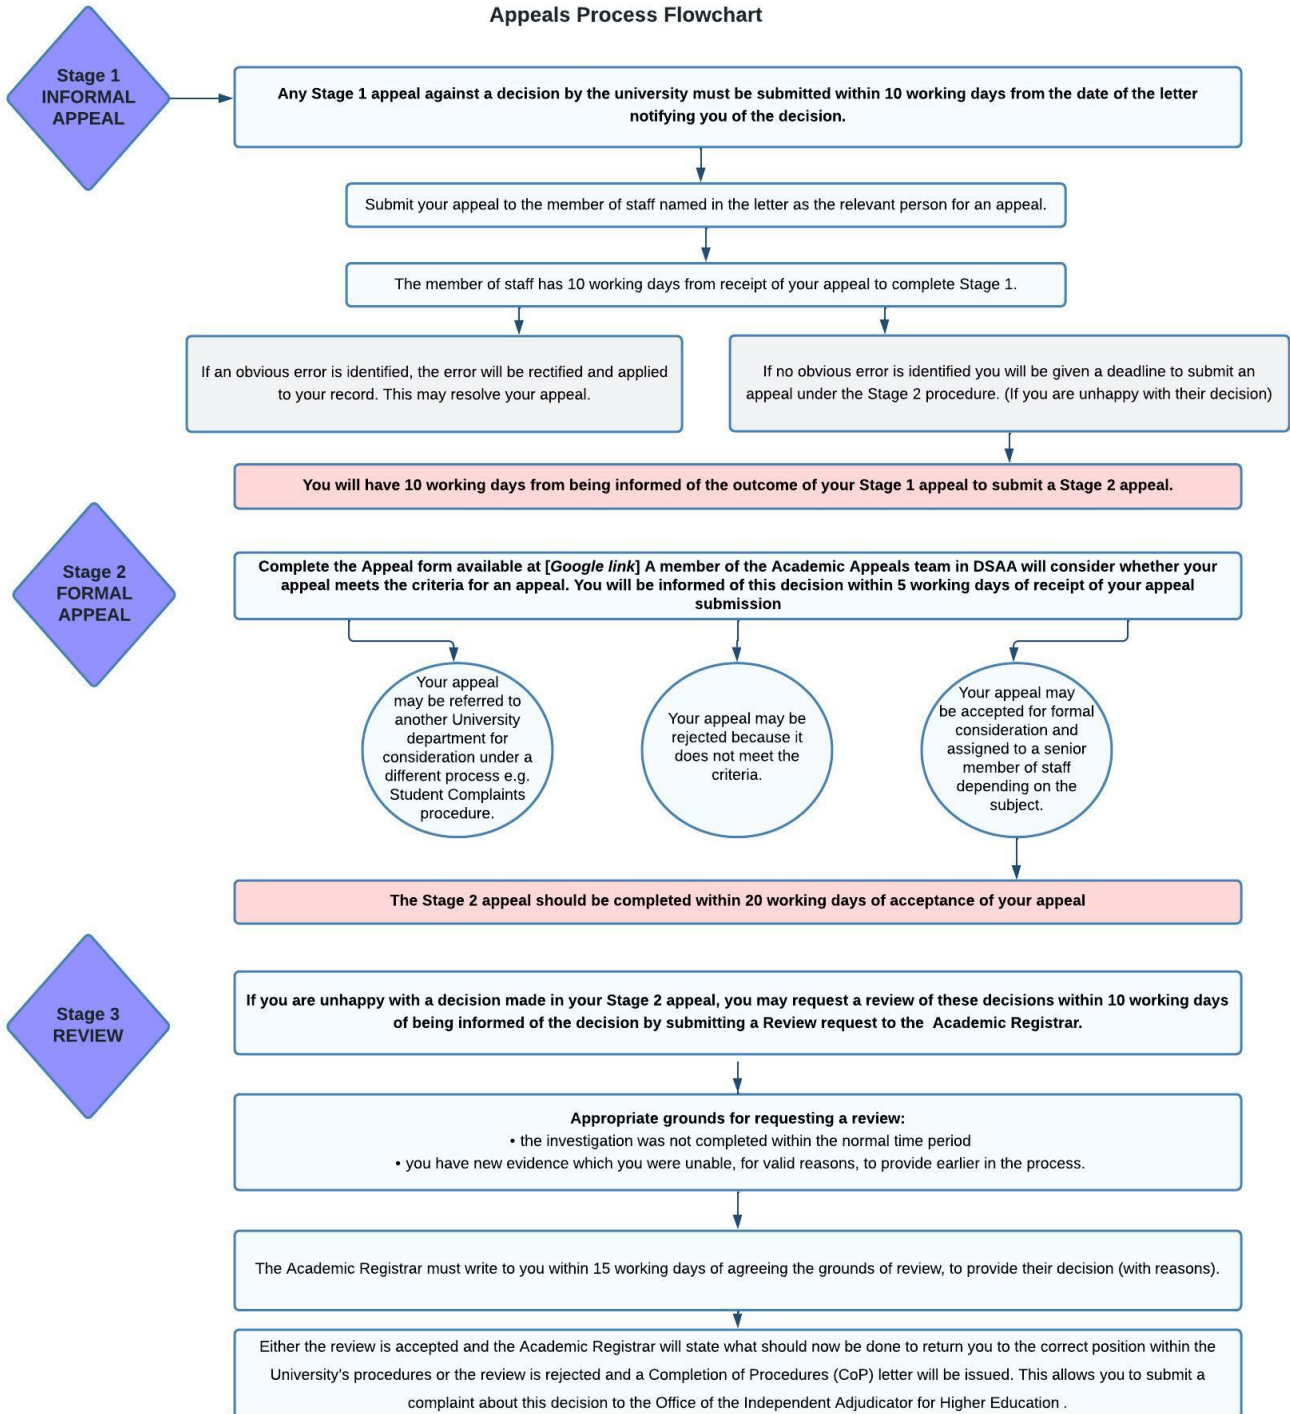 Appeals Process Flowchart
Stage 1
INFORMAL
APPEAL
Any Stage 1 appeal against a decision by the university must be submitted within 10 working days from the date of the letter
notifying you of the decision.
Submit your appeal to the member of staff named in the letter as the relevant person for an appeal.
The member of staff has 10 working days from receipt of your appeal to complete Stage 1.
If an obvious error is identified, the error will be rectified and applied
to your record. This may resolve your appeal.
If no obvious error is identified you will be given a deadline to submit an
appeal under the Stage 2 procedure. (If you are unhappy with their decision)
You will have 10 working days from being informed of the outcome of your Stage 1 appeal to submit a Stage 2 appeal.
Stage 2
FORMAL
APPEAL
Complete the Appeal form available at [Google link] A member of the Academic Appeals team in DSAA will consider whether your
appeal meets the criteria for an appeal. You will be informed of this decision within 5 working days of receipt of your appeal
submission
Your appeal
may be referred to
another University
department for
consideration under a
different process e.g.
Student Complaints
procedure.
Your appeal may be
rejected because it
does not meet the
criteria.
Your appeal may
be accepted for formal
consideration and
assigned to a senior
member of staff
depending on the
subject.
The Stage 2 appeal should be completed within 20 working days of acceptance of your appeal
Stage 3
REVIEW
If you are unhappy with a decision made in your Stage 2 appeal, you may request a review of these decisions within 10 working days
of being informed of the decision by submitting a Review request to the Academic Registrar.
Appropriate grounds for requesting a review:
• the investigation was not completed within the normal time period
• you have new evidence which you were unable, for valid reasons, to provide earlier in the process.
The Academic Registrar must write to you within 15 working days of agreeing the grounds of review, to provide their decision (with reasons).
Either the review is accepted and the Academic Registrar will state what should now be done to return you to the correct position within the
University's procedures or the review is rejected and a Completion of Procedures (CoP) letter will be issued. This allows you to submit a
complaint about this decision to the Office of the Independent Adjudicator for Higher Education .